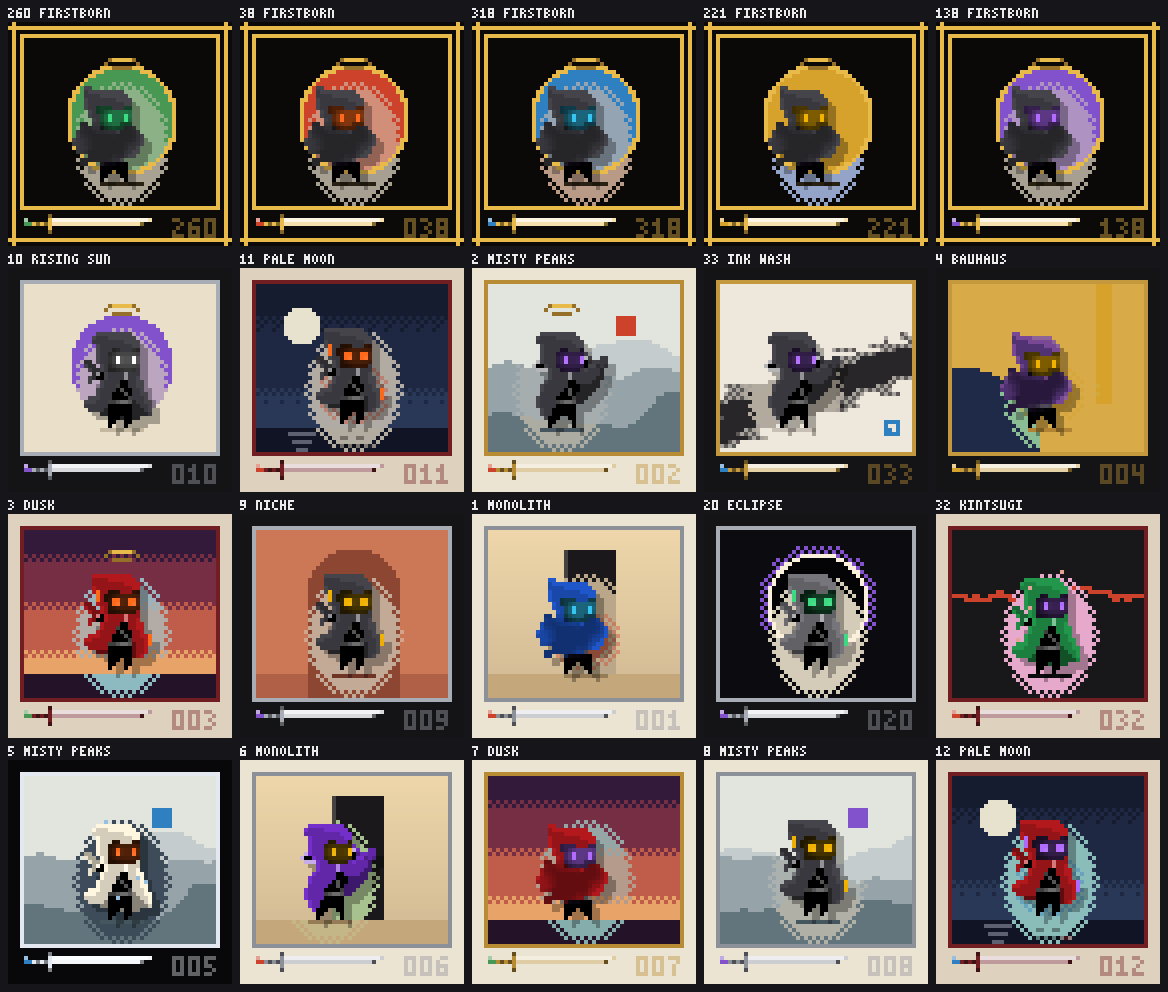 260 FIRSTBORN
38 FIRSTBORN
318 FIRSTBORN
221 FIRSTBORN
138 FIRSTBORN
260
038
318
221
138
10 RISING SUN
11 PALE MOON
2 MISTY PEAKS
33 INK WASH
4 BAUHAUS
010
011
002
033
004
3 DUSK
9 NICHE
1 MONOLITH
20 ECLIPSE
32 KINTSUGI
003
009
001
020
032
5 MISTY PEAKS
6 MONOLITH
7 DUSK
8 MISTY PEAKS
12 PALE MOON
005
006
007
008
012